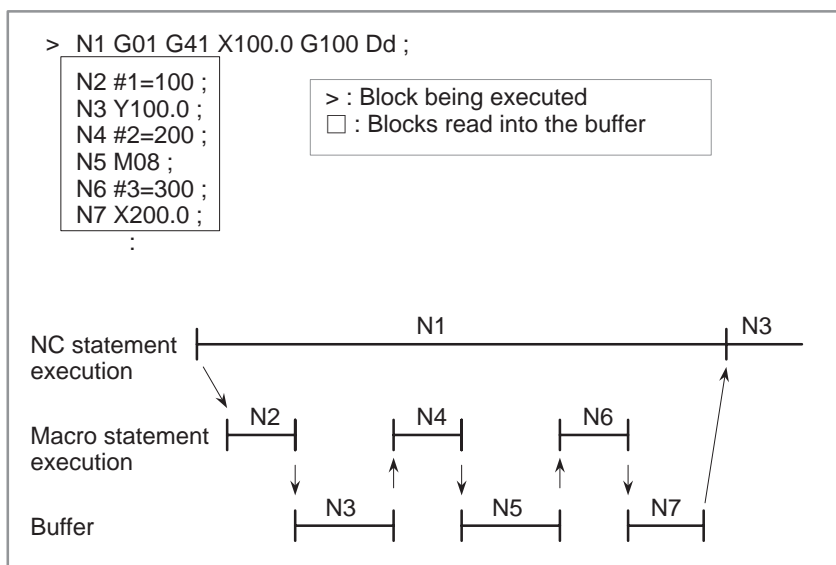 > N1 G01 G41 X100.0 G100 Dd ;
N2 #1=100 ;
N3 Y100.0 ;
N4 #2=200 ;
N5 M08 ;
N6 #3=300 ;
N7 X200.0 ;
:
> : Block being executed
□ : Blocks read into the buffer
N1 N3
NC statement
execution
N2 N4 N6
Macro statement
execution
N3 N5 N7
Buffer